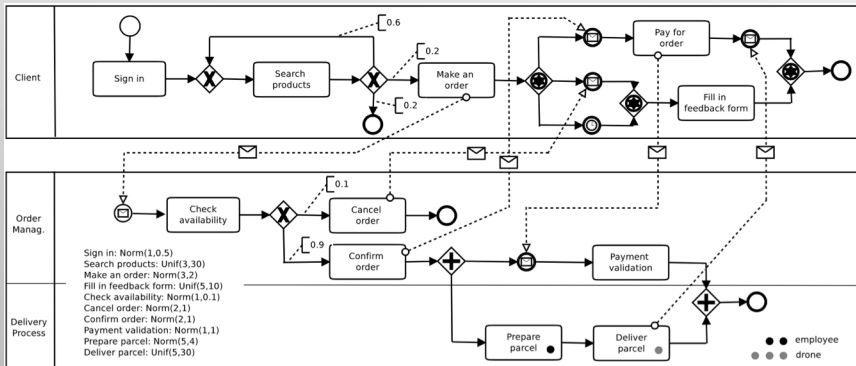 0.6
Client
Sign in
Search
products
0.2
Make an
order
0.2
Pay for
order
Fill in
feedback form
Order
Manag.
Check
availability
0.1
Cancel
order
0.9
Confirm
order
Payment
validation
Sign in: Norm(1,0.5)
Search products: Unif(3,30)
Make an order: Norm(3,2)
Fill in feedback form: Unif(5,10)
Check availability: Norm(1,0.1)
Cancel order: Norm(2,1)
Confirm order: Norm(2,1)
Payment validation: Norm(1,1)
Prepare parcel: Norm(5,4)
Deliver parcel: Unif(5,30)
Delivery
Process
Prepare
parcel
Deliver
parcel
employee
drone